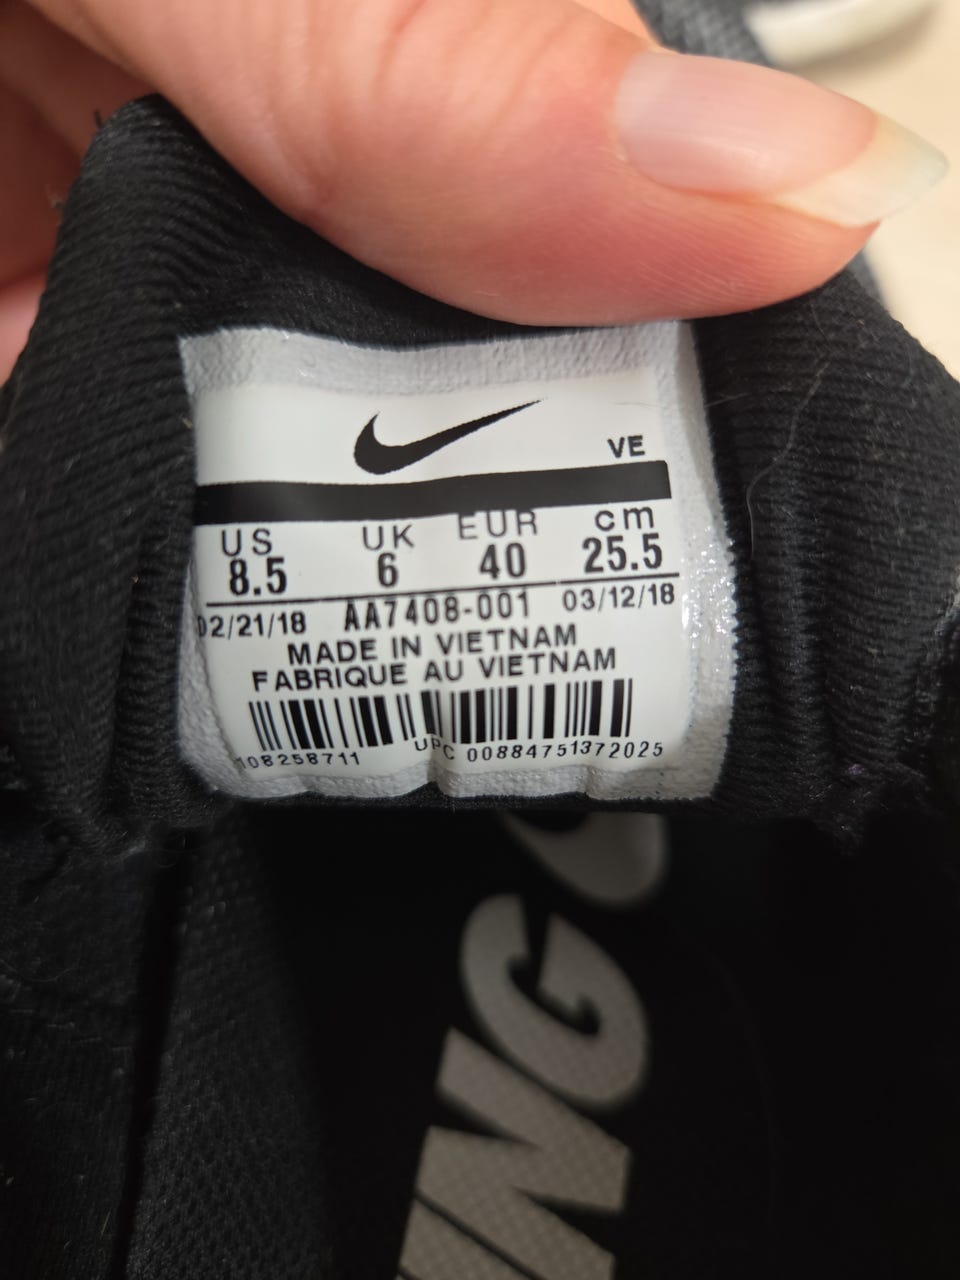 VE
US UK EUR cm
8.5 6 40 25.5
02/21/18 AA7408-001 03/12/18
MADE IN VIETNAM
FABRIQUE AU VIETNAM
108258711 UPC 00884751372025
ING